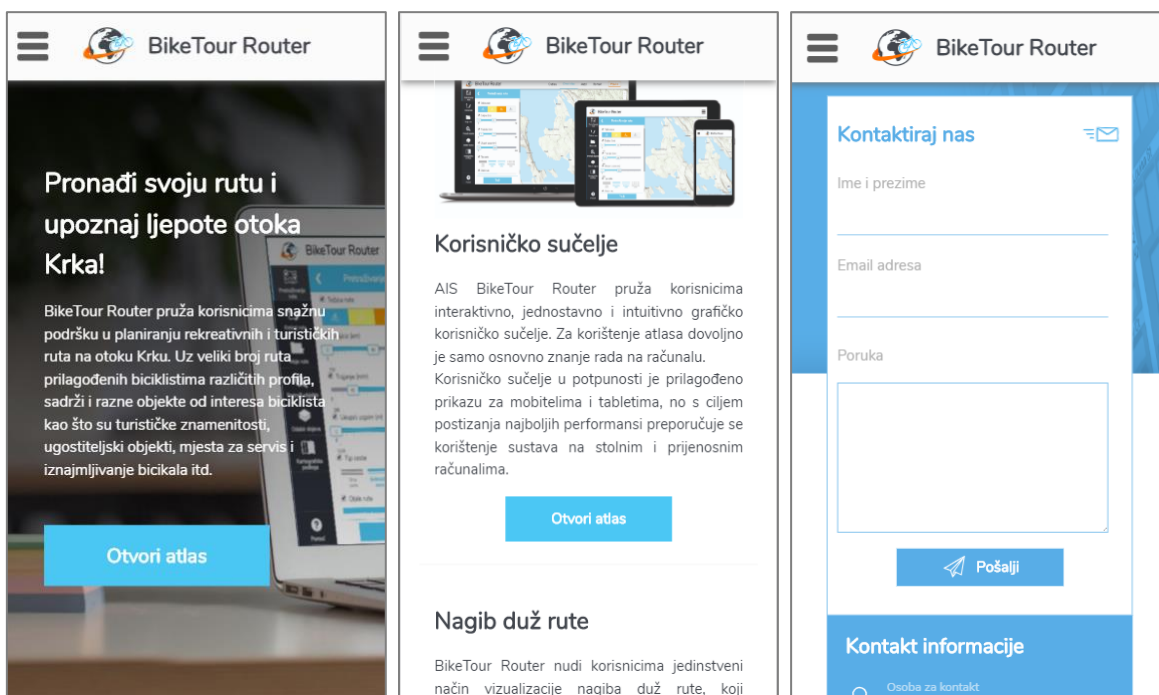 BikeTour Router
Pronađi svoju rutu i
upoznaj ljepote otoka
Krka!
BikeTour Router pruža korisnicima snažnu
podršku u planiranju rekreativnih i turističkih
ruta na otoku Krku. Uz veliki broj ruta
prilagođenih biciklistima različitih profila,
sadrži i razne objekte od interesa biciklista
kao što su turističke znamenitosti,
ugostiteljski objekti, mjesta za servis i
iznajmljivanje bicikala itd.
Otvori atlas
BikeTour Router
BikeTour Router
Korisničko sučelje
AIS BikeTour Router pruža korisnicima
interaktivno, jednostavno i intuitivno grafičko
korisničko sučelje. Za korištenje atlasa dovoljno
je samo osnovno znanje rada na računalu.
Korisničko sučelje u potpunosti je prilagođeno
prikazu za mobitelima i tabletima, no s ciljem
postizanja najboljih performansi preporučuje se
korištenje sustava na stolnim i prijenosnim
računalima.
Otvori atlas
Nagib duž rute
BikeTour Router nudi korisnicima jedinstveni
način vizualizacije nagiba duž rute, koji
BikeTour Router
Kontaktiraj nas
Ime i prezime
Email adresa
Poruka
Pošalji
Kontakt informacije
Osoba za kontakt